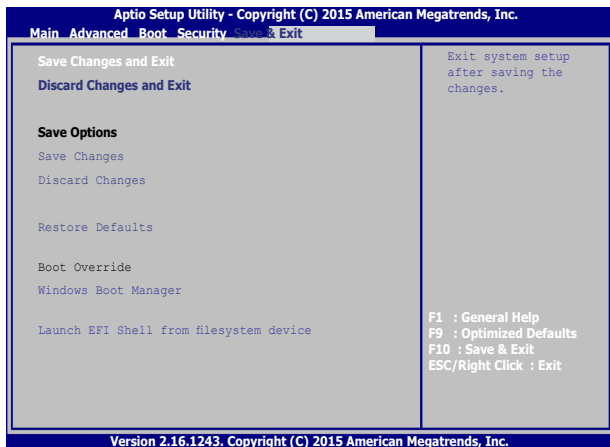 Aptio Setup Utility - Copyright (C) 2015 American Megatrends, Inc.
Main Advanced Boot Security Save & Exit
Save Changes and Exit
Discard Changes and Exit
Save Options
Save Changes
Discard Changes
Restore Defaults
Boot Override
Windows Boot Manager
Launch EFI Shell from filesystem device
Exit system setup
after saving the
changes.
F1 : General Help
F9 : Optimized Defaults
F10 : Save & Exit
ESC/Right Click : Exit
Version 2.16.1243. Copyright (C) 2015 American Megatrends, Inc.